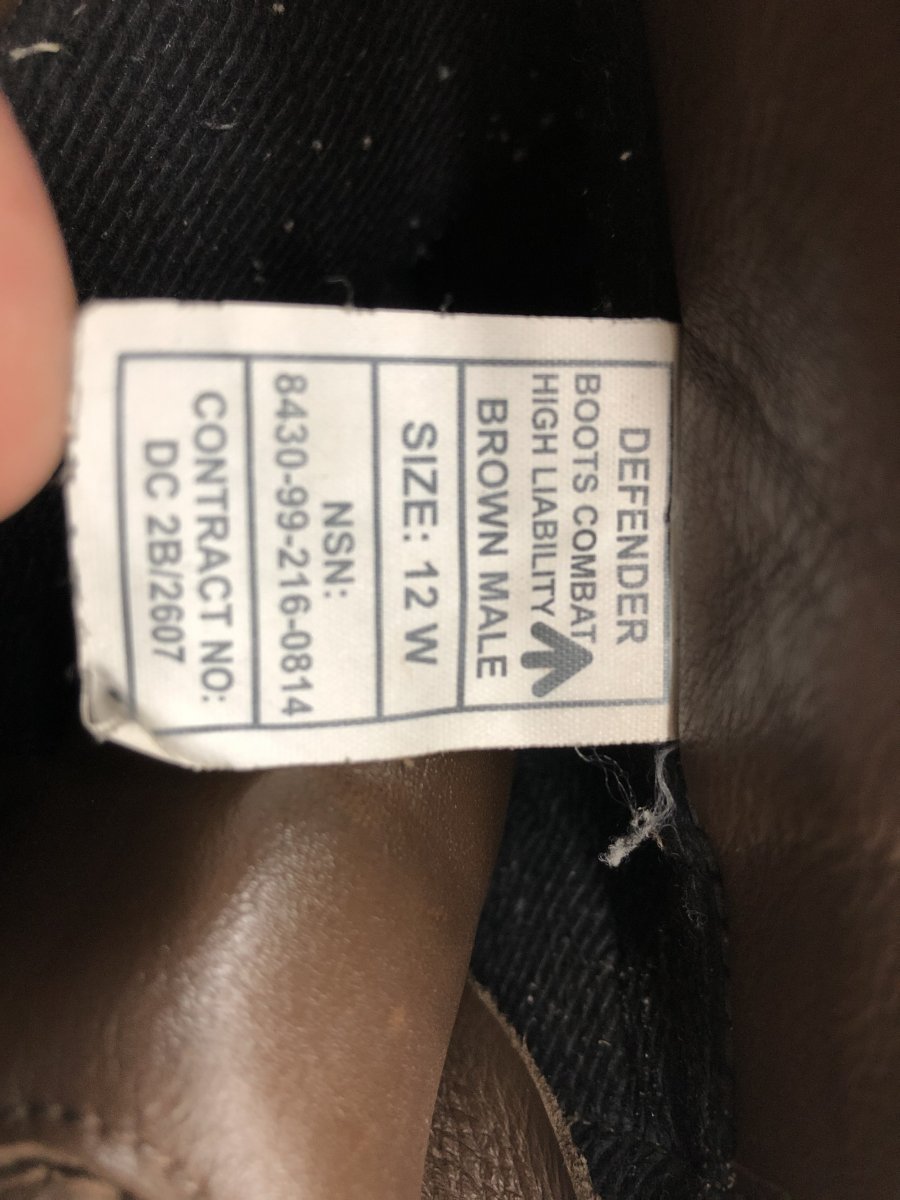 DEFENDER
BOOTS COMBAT
HIGH LIABILITY
BROWN MALE
SIZE: 12 W
NSN:
8430-99-216-0814
CONTRACT NO:
DC 2B/2607